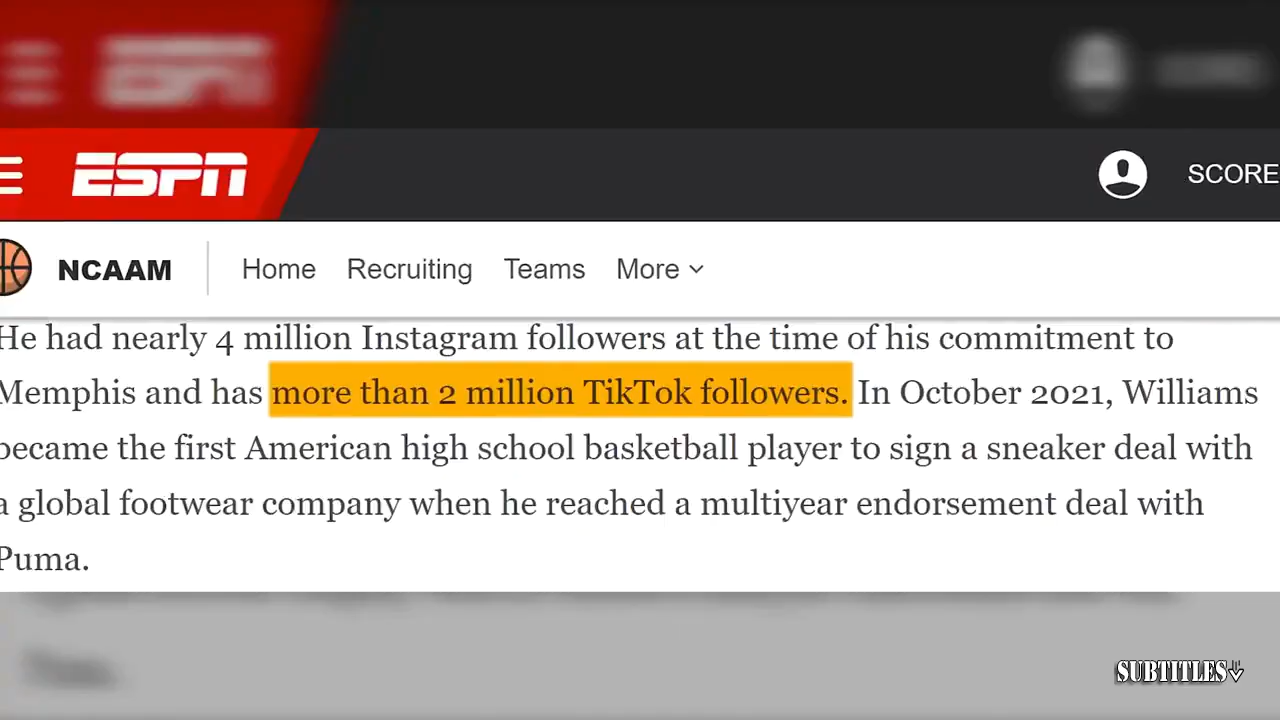 ESPN
SCORE
NCAAM
Home
Recruiting
Teams
More
He had nearly 4 million Instagram followers at the time of his commitment to
Memphis and has more than 2 million TikTok followers. In October 2021, Williams
became the first American high school basketball player to sign a sneaker deal with
a global footwear company when he reached a multiyear endorsement deal with
Puma.
SUBTITLES